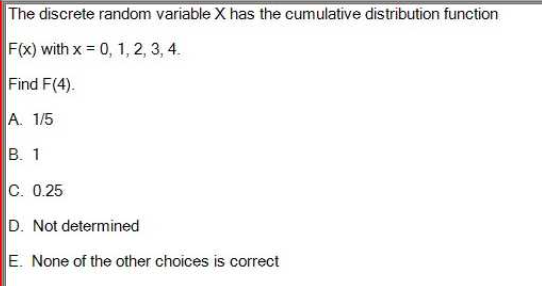 The discrete random variable X has the cumulative distribution function
F(x) with x = 0, 1, 2, 3, 4.
Find F(4).
A. 1/5
B. 1
C. 0.25
D. Not determined
E. None of the other choices is correct